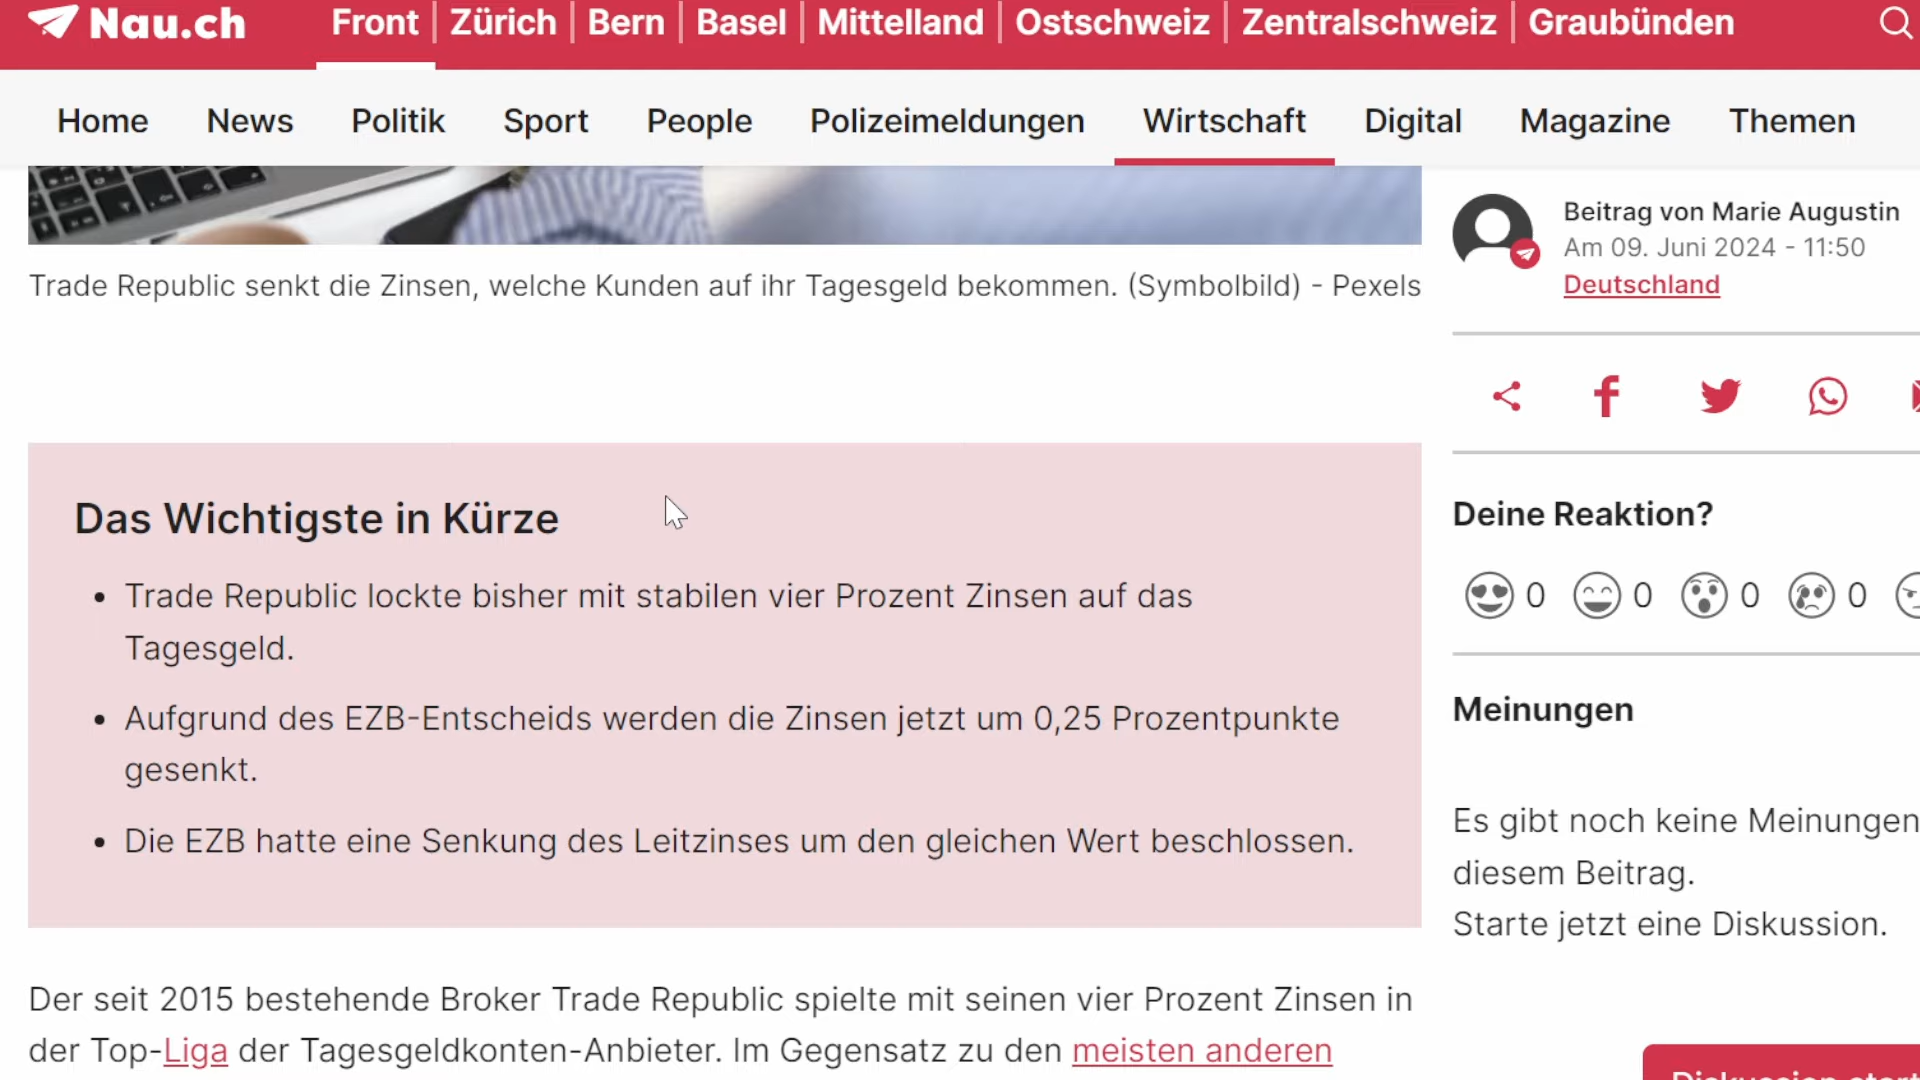 Nau.ch
Front Zürich Bern Basel Mittelland Ostschweiz Zentralschweiz Graubünden
Home News Politik Sport People Polizeimeldungen Wirtschaft Digital Magazine Themen
Trade Republic senkt die Zinsen, welche Kunden auf ihr Tagesgeld bekommen. (Symbolbild) - Pexels
Das Wichtigste in Kürze
• Trade Republic lockte bisher mit stabilen vier Prozent Zinsen auf das
Tagesgeld.
• Aufgrund des EZB-Entscheids werden die Zinsen jetzt um 0,25 Prozentpunkte
gesenkt.
• Die EZB hatte eine Senkung des Leitzinses um den gleichen Wert beschlossen.
Der seit 2015 bestehende Broker Trade Republic spielte mit seinen vier Prozent Zinsen in
der Top-Liga der Tagesgeldkonten-Anbieter. Im Gegensatz zu den meisten anderen
Beitrag von Marie Augustin
Am 09. Juni 2024 - 11:50
Deutschland
Deine Reaktion?
0 0 0 0
Meinungen
Es gibt noch keine Meinungen
diesem Beitrag.
Starte jetzt eine Diskussion.